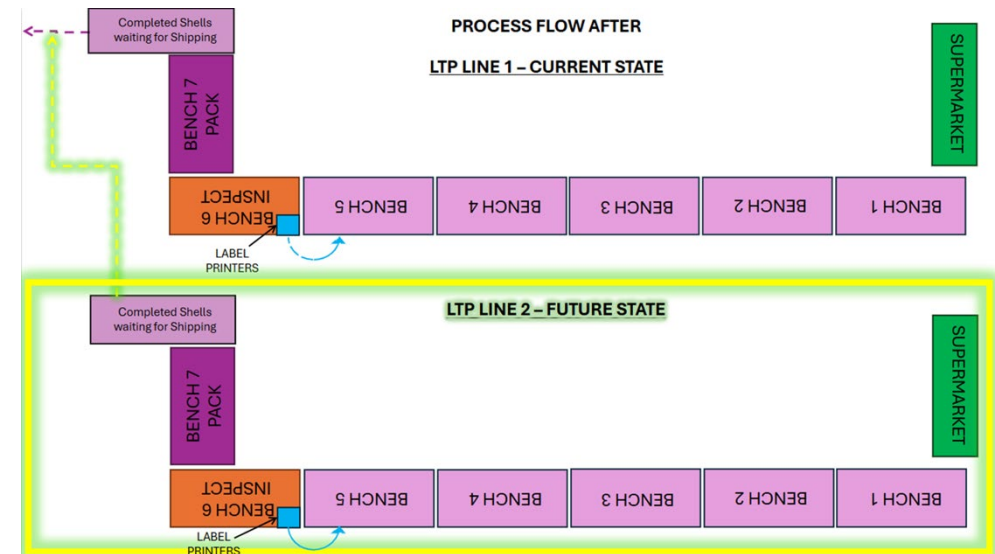 Completed Shells
waiting for Shipping
PROCESS FLOW AFTER
LTP LINE 1 – CURRENT STATE
SUPERMARKET
BENCH 7
PACK
BENCH 6
INSPECT
BENCH 5
BENCH 4
BENCH 3
BENCH 2
BENCH 1
LABEL
PRINTERS
Completed Shells
waiting for Shipping
LTP LINE 2 – FUTURE STATE
SUPERMARKET
BENCH 7
PACK
BENCH 6
INSPECT
BENCH 5
BENCH 4
BENCH 3
BENCH 2
BENCH 1
LABEL
PRINTERS